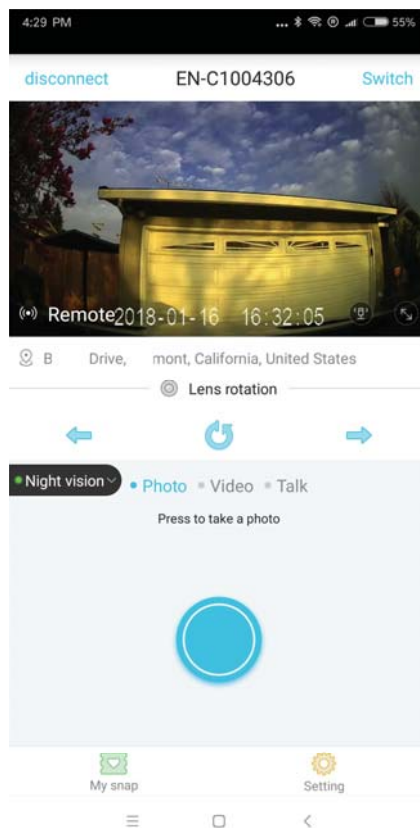 4:29 PM ... 55%
disconnect EN-C1004306 Switch
Remote 2018-01-16 16:32:05
B Drive, mont, California, United States
Lens rotation
Night vision Photo Video Talk
Press to take a photo
My snap Setting